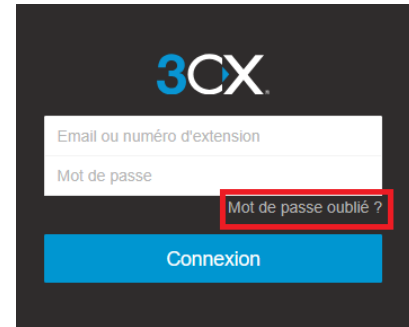 3CX.
Email ou numéro d'extension
Mot de passe
Mot de passe oublié ?
Connexion